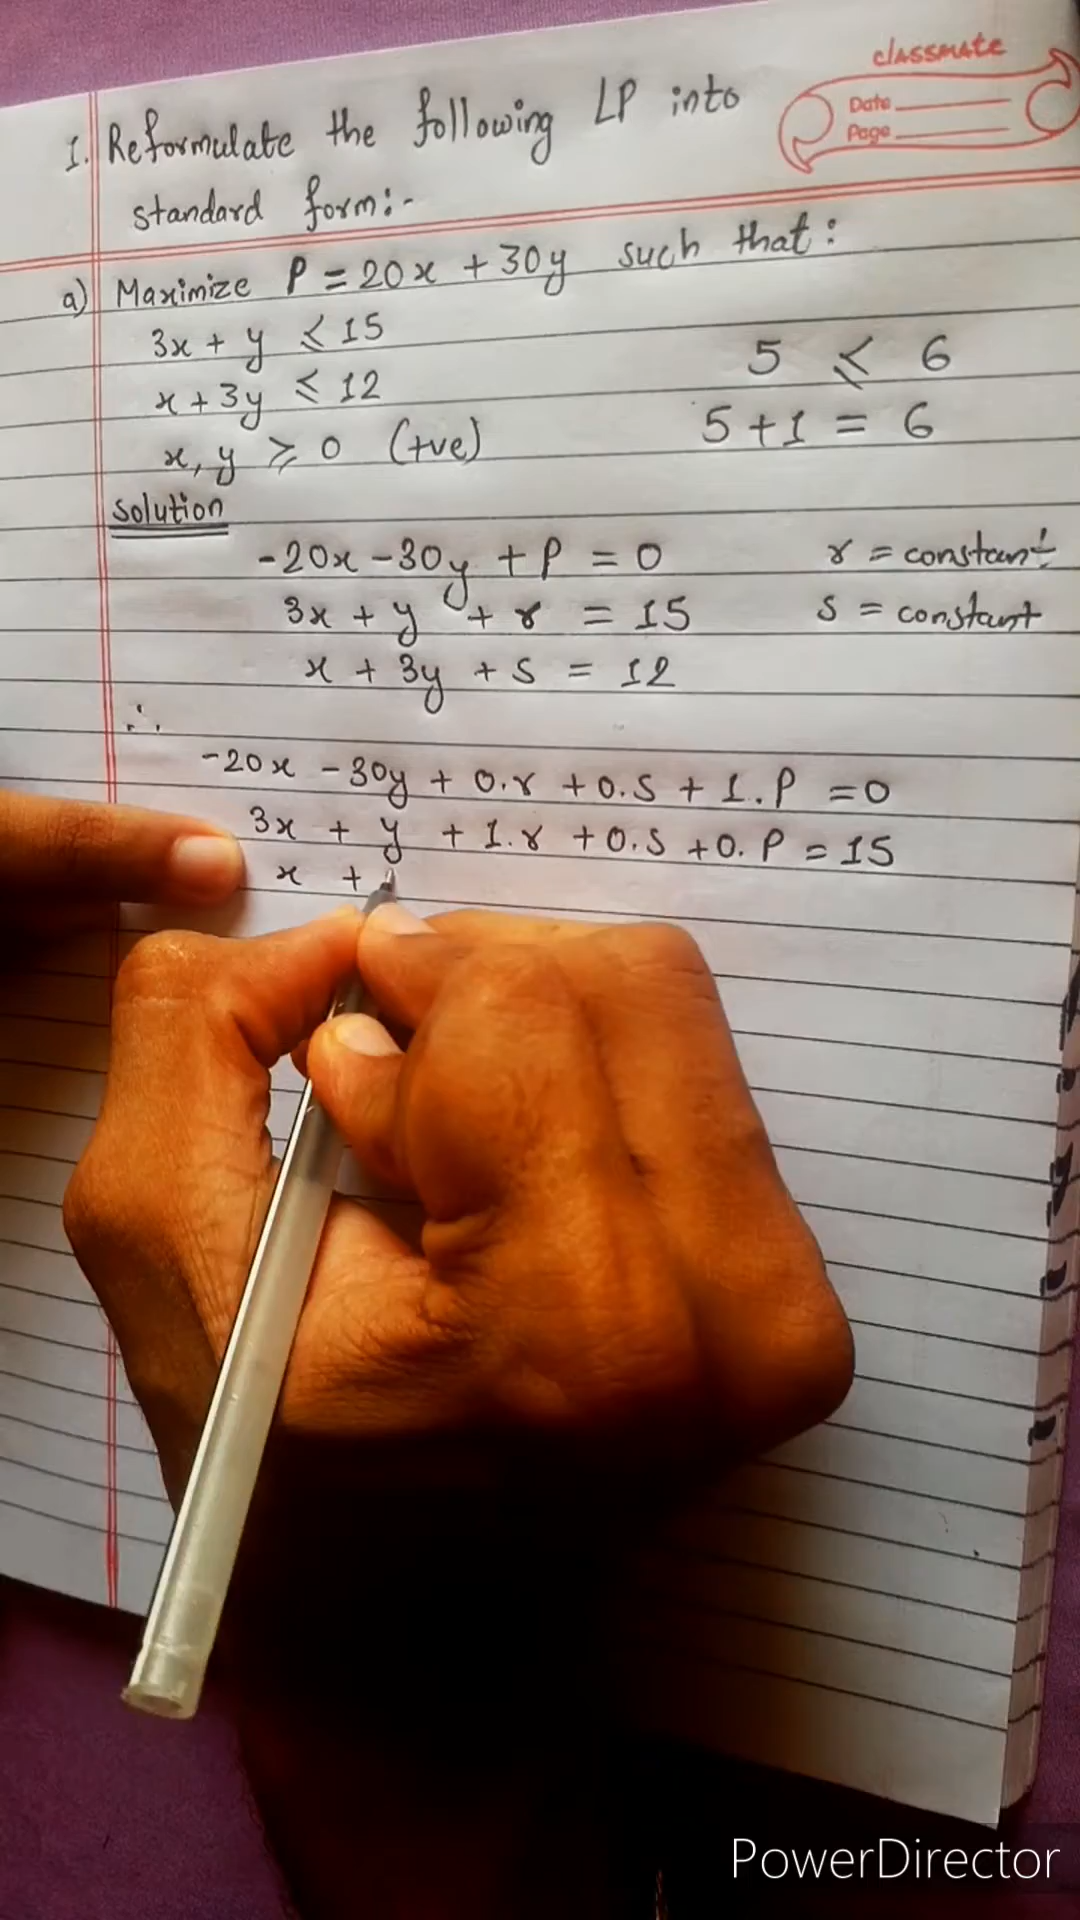 classmate
Date
Page
1. Reformulate the following LP into
standard form:-
a) Maximize P = 20x + 30y such that:
3x + y ⩽ 15
x + 3y ⩽ 12
x, y ⩾ 0 (+ve)
5 ⩽ 6
5 + 1 = 6
solution
-20x - 30y + P = 0
3x + y + r = 15
x + 3y + s = 12
r = constant
s = constant
∴
-20x - 30y + 0.r + 0.s + 1.P = 0
3x + y + 1.r + 0.s + 0.P = 15
x +
PowerDirector